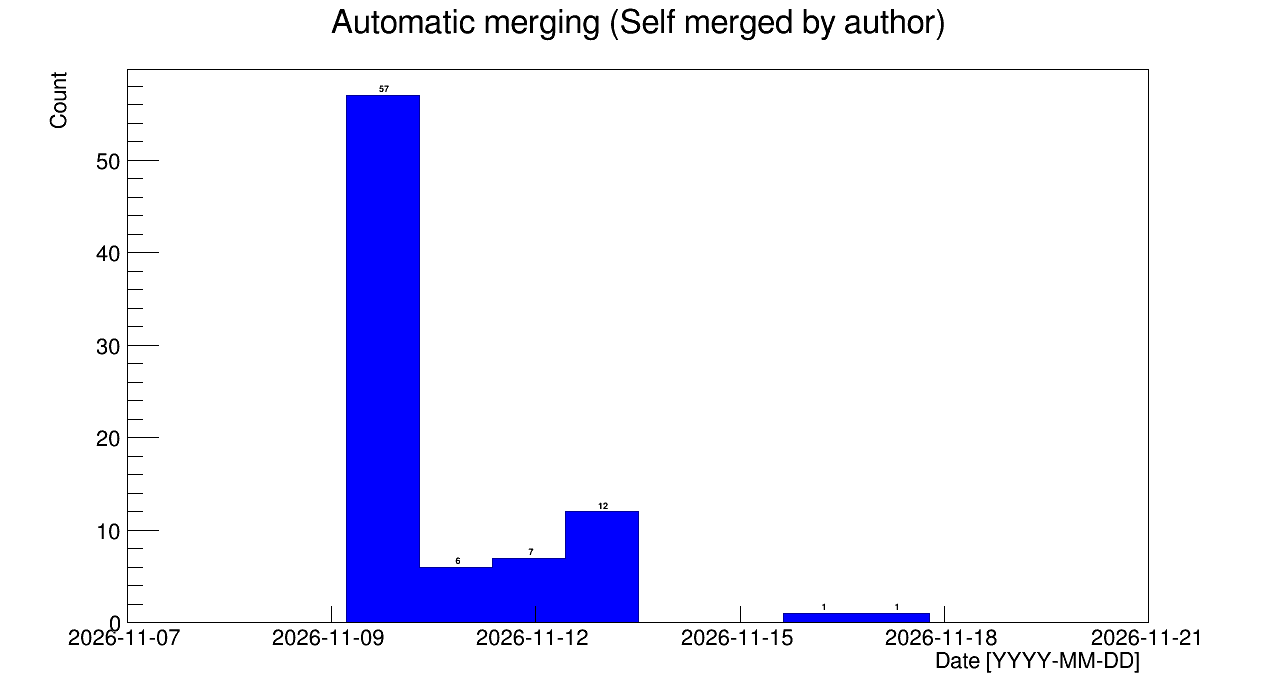 Automatic merging (Self merged by author)
Count
57
50
40
30
20
12
10
7
6
1 1
0
2026-11-07 2026-11-09 2026-11-12 2026-11-15 2026-11-18 2026-11-21
Date [YYYY-MM-DD]